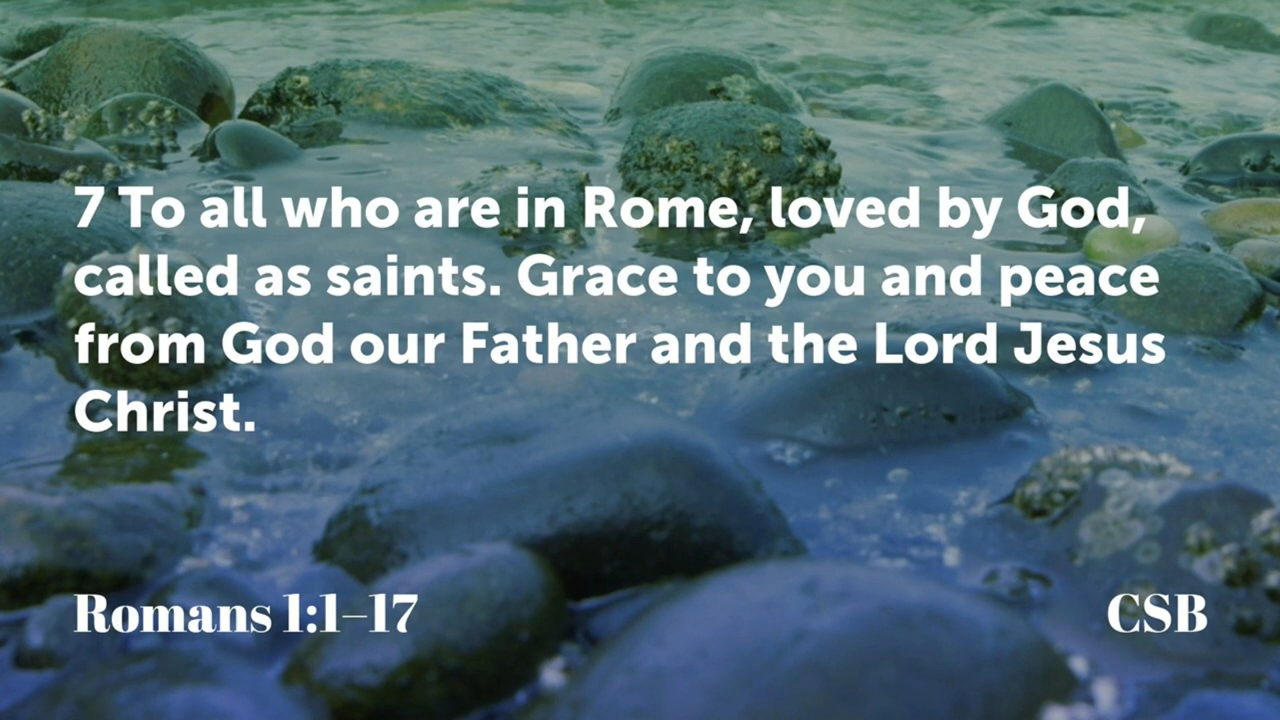 7 To all who are in Rome, loved by God,
called as saints. Grace to you and peace
from God our Father and the Lord Jesus
Christ.
Romans 1:1–17
CSB